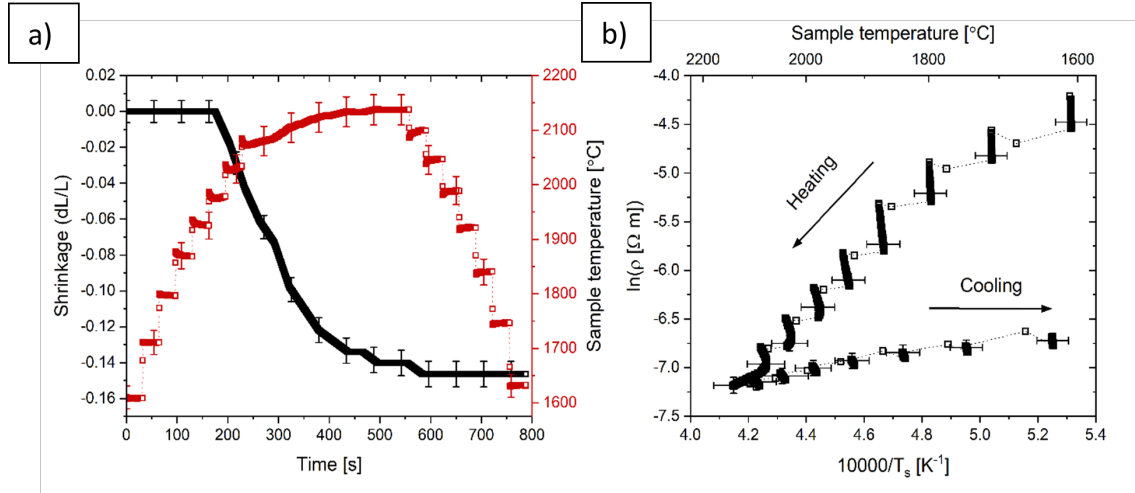 a)
0.02
0.00
-0.02
-0.04
-0.06
-0.08
-0.10
-0.12
-0.14
-0.16
Shrinkage (dL/L)
0 100 200 300 400 500 600 700 800
Time [s]
2200
2100
2000
1900
1800
1700
1600
Sample temperature [°C]
b)
Sample temperature [°C]
2200 2000 1800 1600
-4.0
-4.5
-5.0
-5.5
-6.0
-6.5
-7.0
-7.5
ln(ρ [Ω m])
Heating
Cooling
4.0 4.2 4.4 4.6 4.8 5.0 5.2 5.4
10000/Ts [K-1]